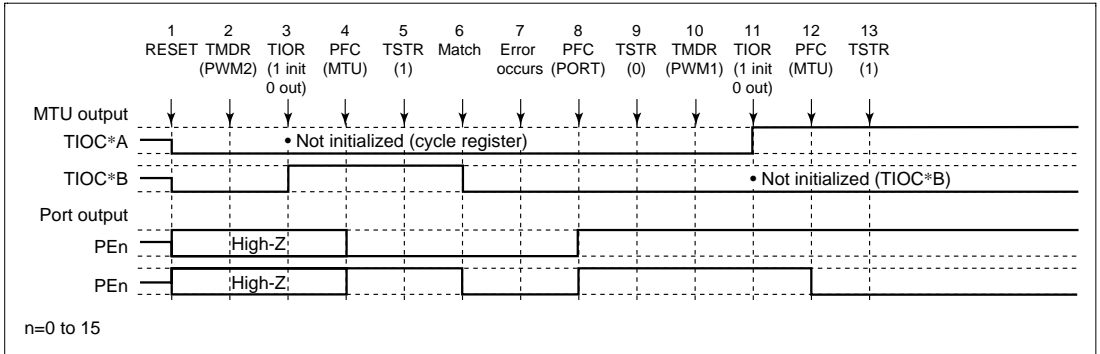 1 2 3 4 5 6 7 8 9 10 11 12 13
RESET TMDR TIOR PFC TSTR Match Error PFC TSTR TMDR TIOR PFC TSTR
(PWM2) (1 init (MTU) (1) occurs (PORT) (0) (PWM1) (1 init (MTU) (1)
0 out) 0 out)
MTU output
TIOC*A • Not initialized (cycle register)
TIOC*B • Not initialized (TIOC*B)
Port output
PEn High-Z
PEn High-Z
n=0 to 15